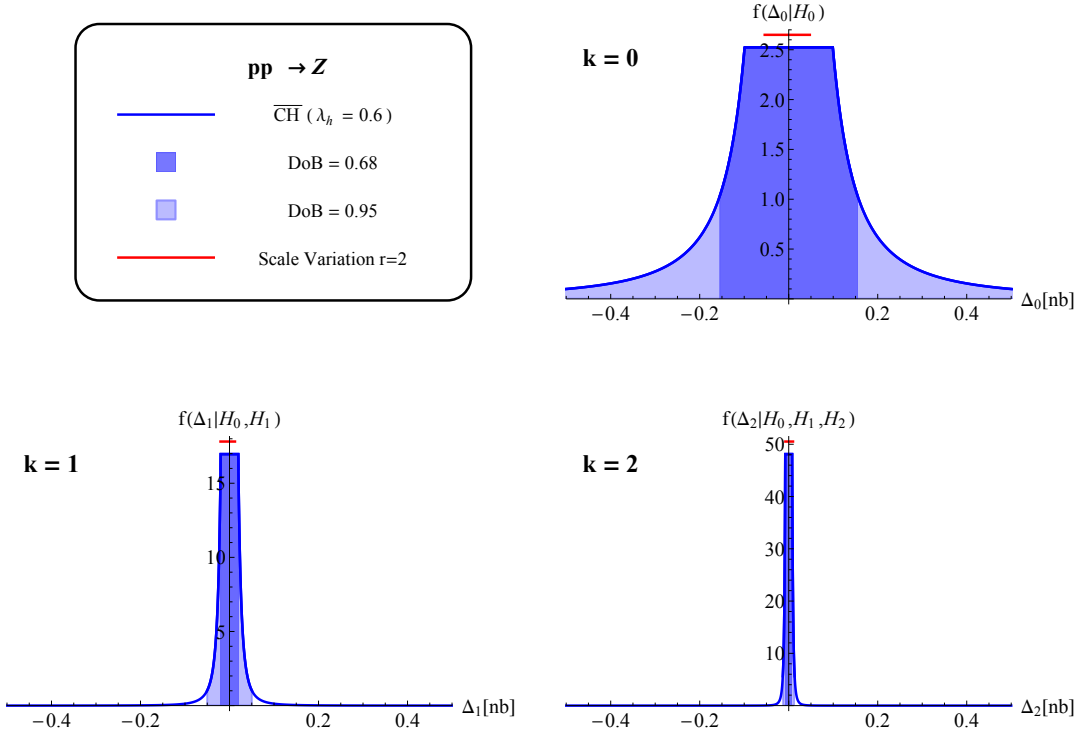 pp → Z
CH ( λh = 0.6)
DoB = 0.68
DoB = 0.95
Scale Variation r=2
f(Δ0|H0)
k = 0
2.5
2.0
1.5
1.0
0.5
−0.4 −0.2 0.2 0.4 Δ0[nb]
f(Δ1|H0,H1)
k = 1
15
10
5
−0.4 −0.2 0.2 0.4 Δ1[nb]
f(Δ2|H0,H1,H2)
k = 2
50
40
30
20
10
−0.4 −0.2 0.2 0.4 Δ2[nb]